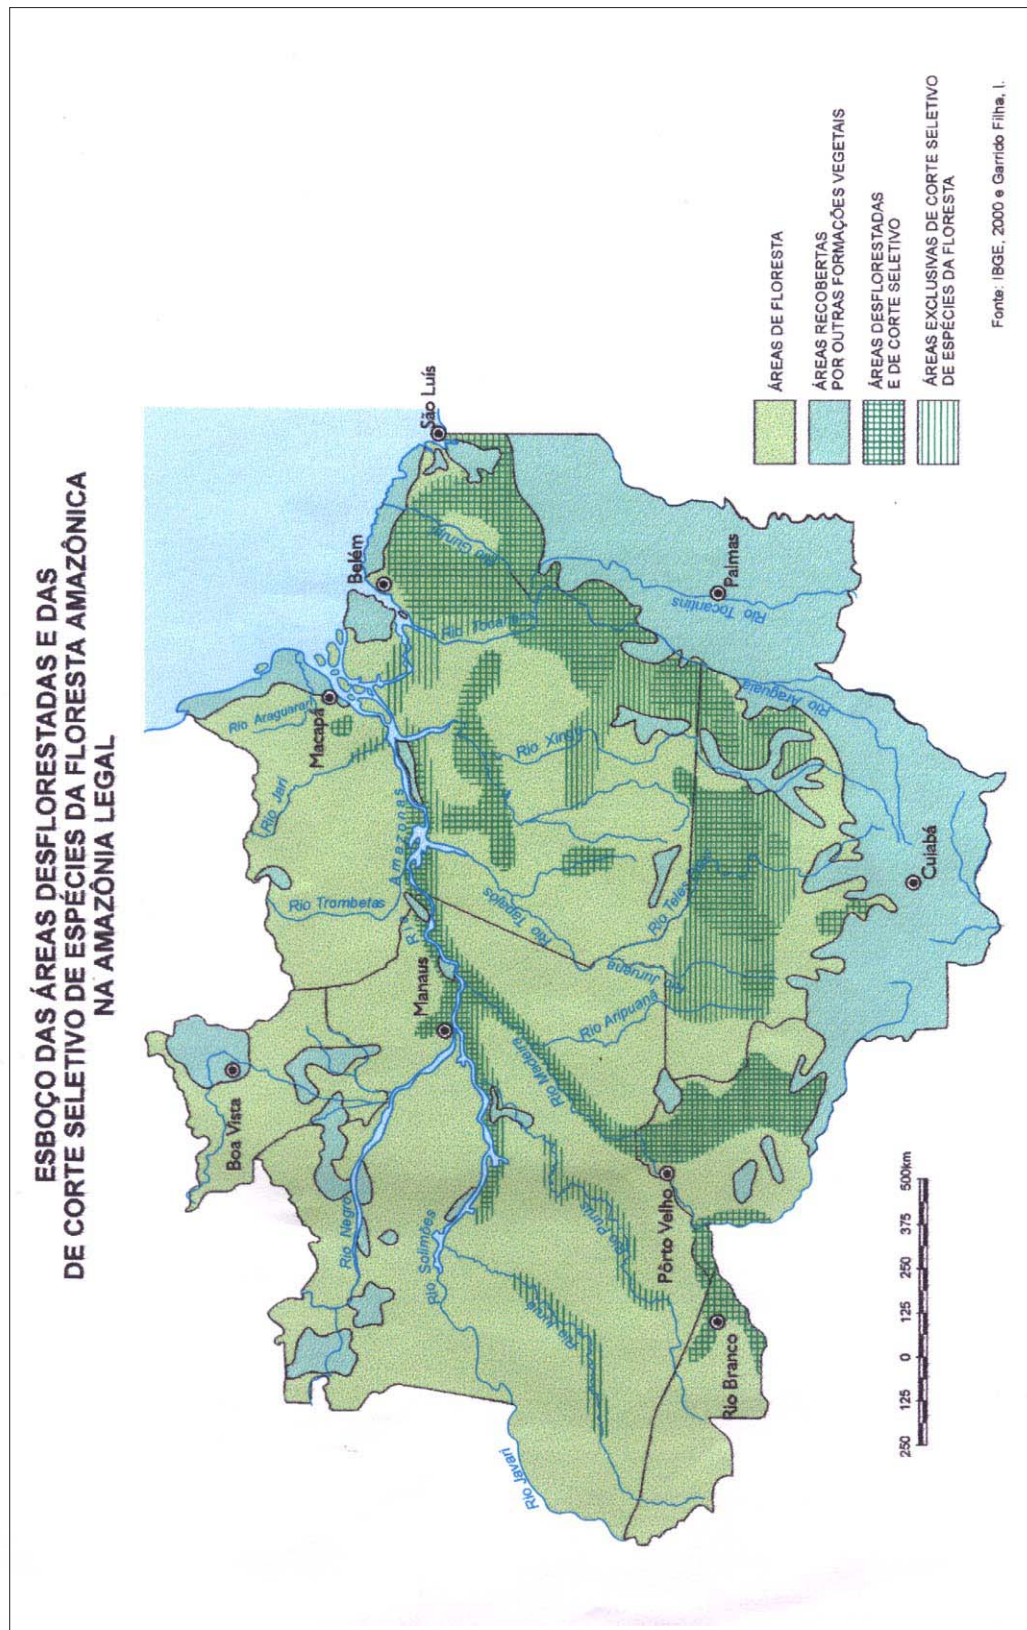 ESBOÇO DAS ÁREAS DESFLORESTADAS E DAS
DE CORTE SELETIVO DE ESPÉCIES DA FLORESTA AMAZÔNICA
NA AMAZÔNIA LEGAL
Boa Vista
Rio Negro
Rio Trombetas
Rio Jari
Rio Araguari
Macapá
Belém
São Luís
Manaus
Rio Amazonas
Rio Solimões
Rio Javari
Rio Juruá
Rio Purus
Rio Madeira
Rio Aripuanã
Rio Juruena
Rio Tapajós
Rio Teles
Rio Xingu
Rio Gurupi
Rio Araguaia
Rio Tocantins
Palmas
Pôrto Velho
Rio Branco
Cuiabá
250 125 0 125 250 375 500km
ÁREAS DE FLORESTA
ÁREAS RECOBERTAS
POR OUTRAS FORMAÇÕES VEGETAIS
ÁREAS DESFLORESTADAS
E DE CORTE SELETIVO
ÁREAS EXCLUSIVAS DE CORTE SELETIVO
DE ESPÉCIES DA FLORESTA
Fonte: IBGE, 2000 e Garrido Filha, I.